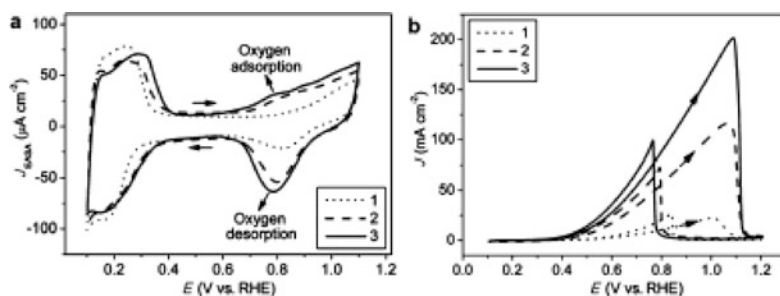 a
100
50
0
-50
-100
J_EASA (μA cm⁻²)
Oxygen
adsorption
Oxygen
desorption
1
2
3
0.2 0.4 0.6 0.8 1.0 1.2
E (V vs. RHE)
b
200
150
100
50
0
J (mA cm⁻²)
1
2
3
0.0 0.2 0.4 0.6 0.8 1.0 1.2
E (V vs. RHE)